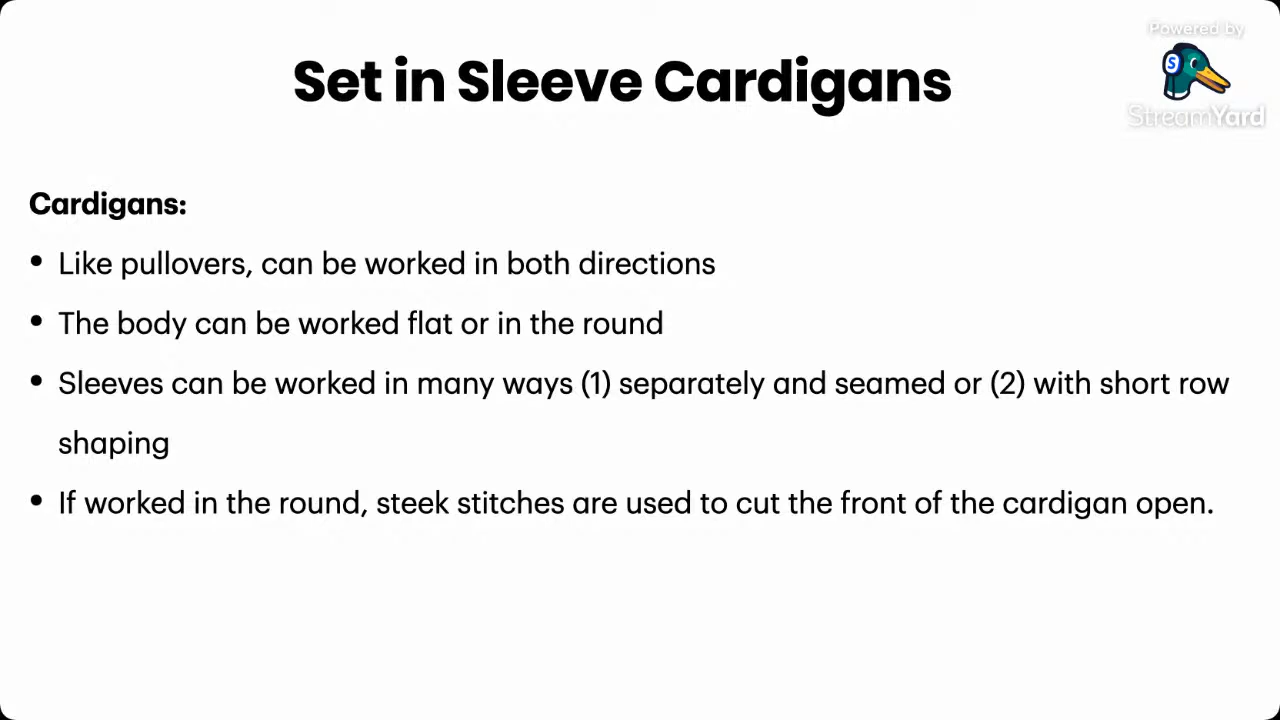 Powered by
Set in Sleeve Cardigans
S
StreamYard
Cardigans:
• Like pullovers, can be worked in both directions
• The body can be worked flat or in the round
• Sleeves can be worked in many ways (1) separately and seamed or (2) with short row
shaping
• If worked in the round, steek stitches are used to cut the front of the cardigan open.